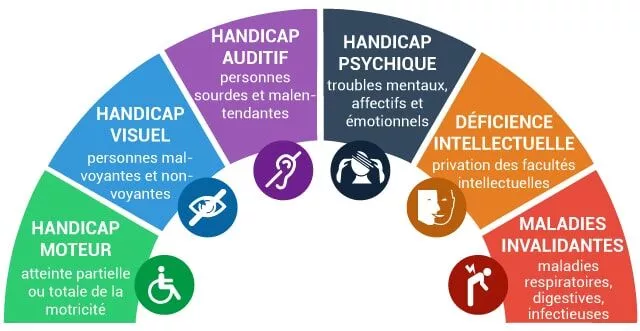 HANDICAP
MOTEUR
atteinte partielle
ou totale de la
motricité
HANDICAP
VISUEL
personnes mal-
voyantes et non-
voyantes
HANDICAP
AUDITIF
personnes
sourdes et malen-
tendantes
HANDICAP
PSYCHIQUE
troubles mentaux,
affectifs et
émotionnels
DÉFICIENCE
INTELLECTUELLE
privation des facultés
intellectuelles
MALADIES
INVALIDANTES
maladies
respiratoires,
digestives,
infectieuses